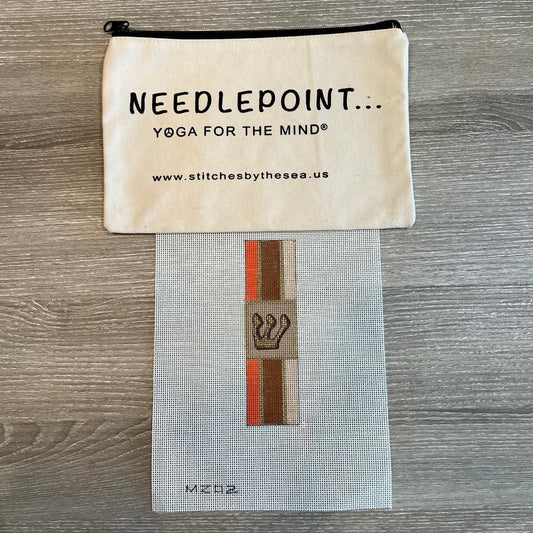 NEEDLEPOINT...
YOGA FOR THE MIND®
www.stitchesbythesea.us
ש
MZ02